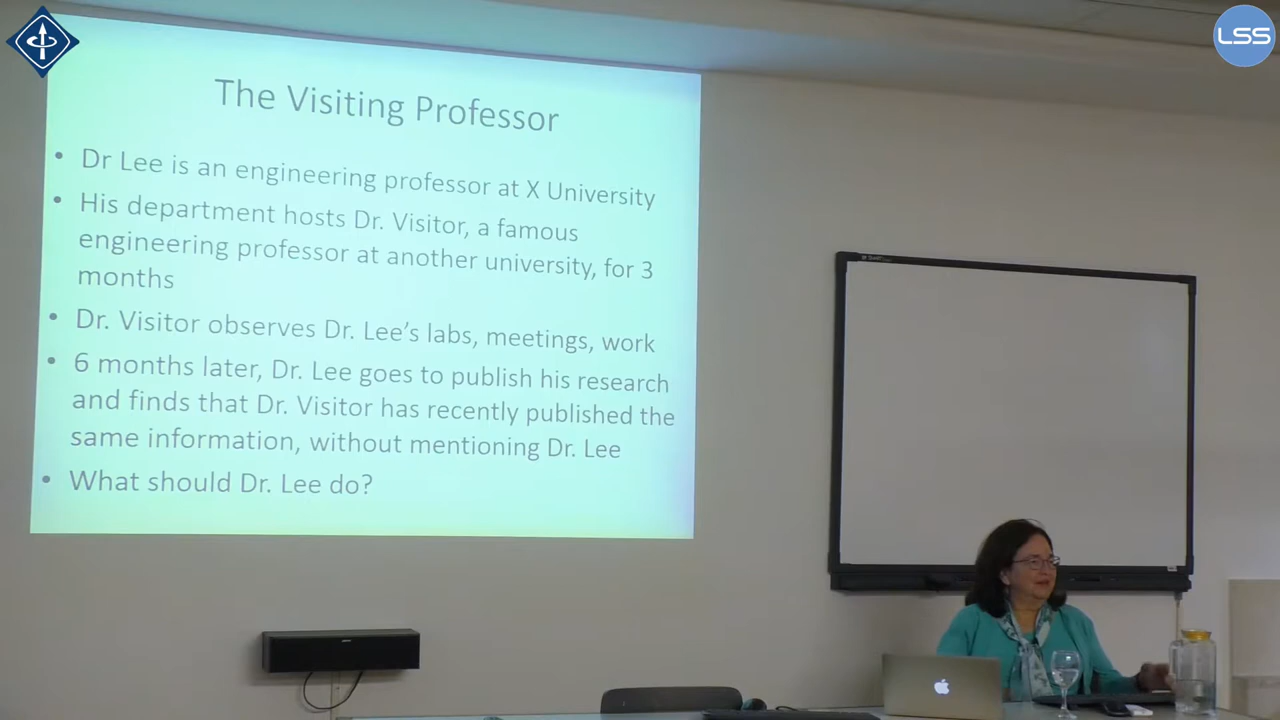 LSS
The Visiting Professor
• Dr Lee is an engineering professor at X University
• His department hosts Dr. Visitor, a famous
engineering professor at another university, for 3
months
• Dr. Visitor observes Dr. Lee's labs, meetings, work
• 6 months later, Dr. Lee goes to publish his research
and finds that Dr. Visitor has recently published the
same information, without mentioning Dr. Lee
• What should Dr. Lee do?